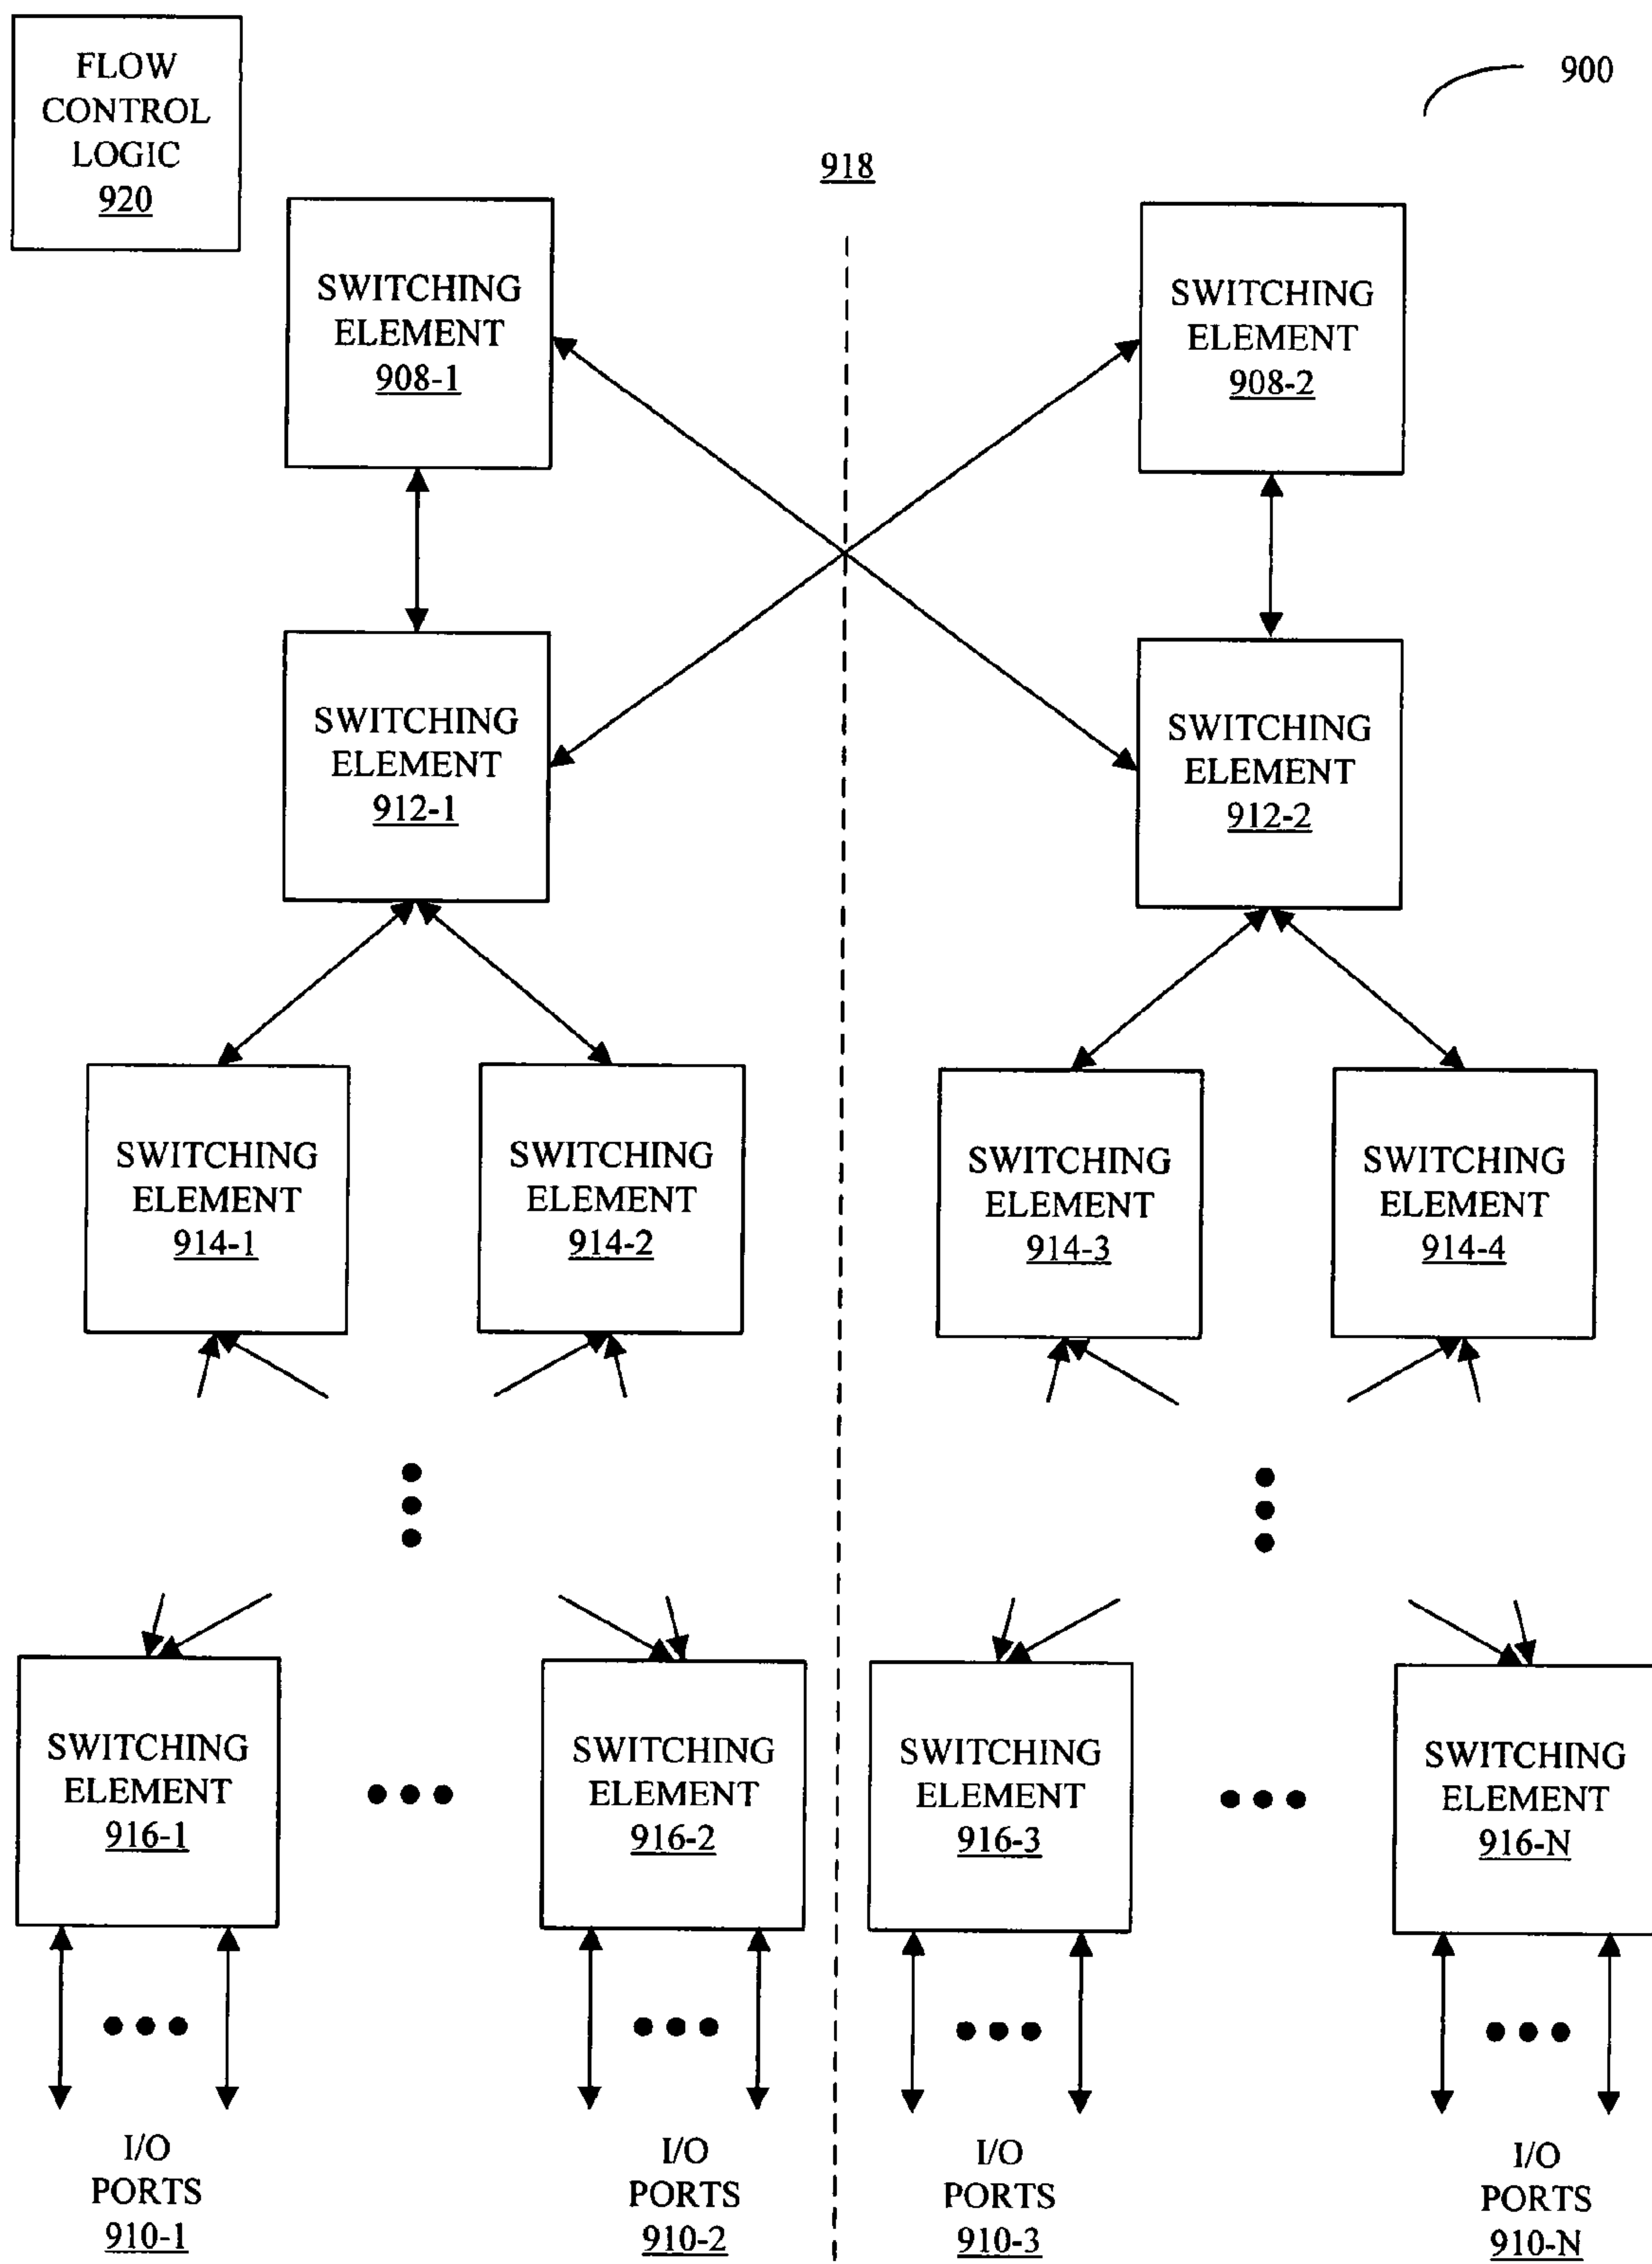 FLOW
CONTROL
LOGIC
920
900
918
SWITCHING
ELEMENT
908-1
SWITCHING
ELEMENT
908-2
SWITCHING
ELEMENT
912-1
SWITCHING
ELEMENT
912-2
SWITCHING
ELEMENT
914-1
SWITCHING
ELEMENT
914-2
SWITCHING
ELEMENT
914-3
SWITCHING
ELEMENT
914-4
SWITCHING
ELEMENT
916-1
SWITCHING
ELEMENT
916-2
SWITCHING
ELEMENT
916-3
SWITCHING
ELEMENT
916-N
I/O
PORTS
910-1
I/O
PORTS
910-2
I/O
PORTS
910-3
I/O
PORTS
910-N